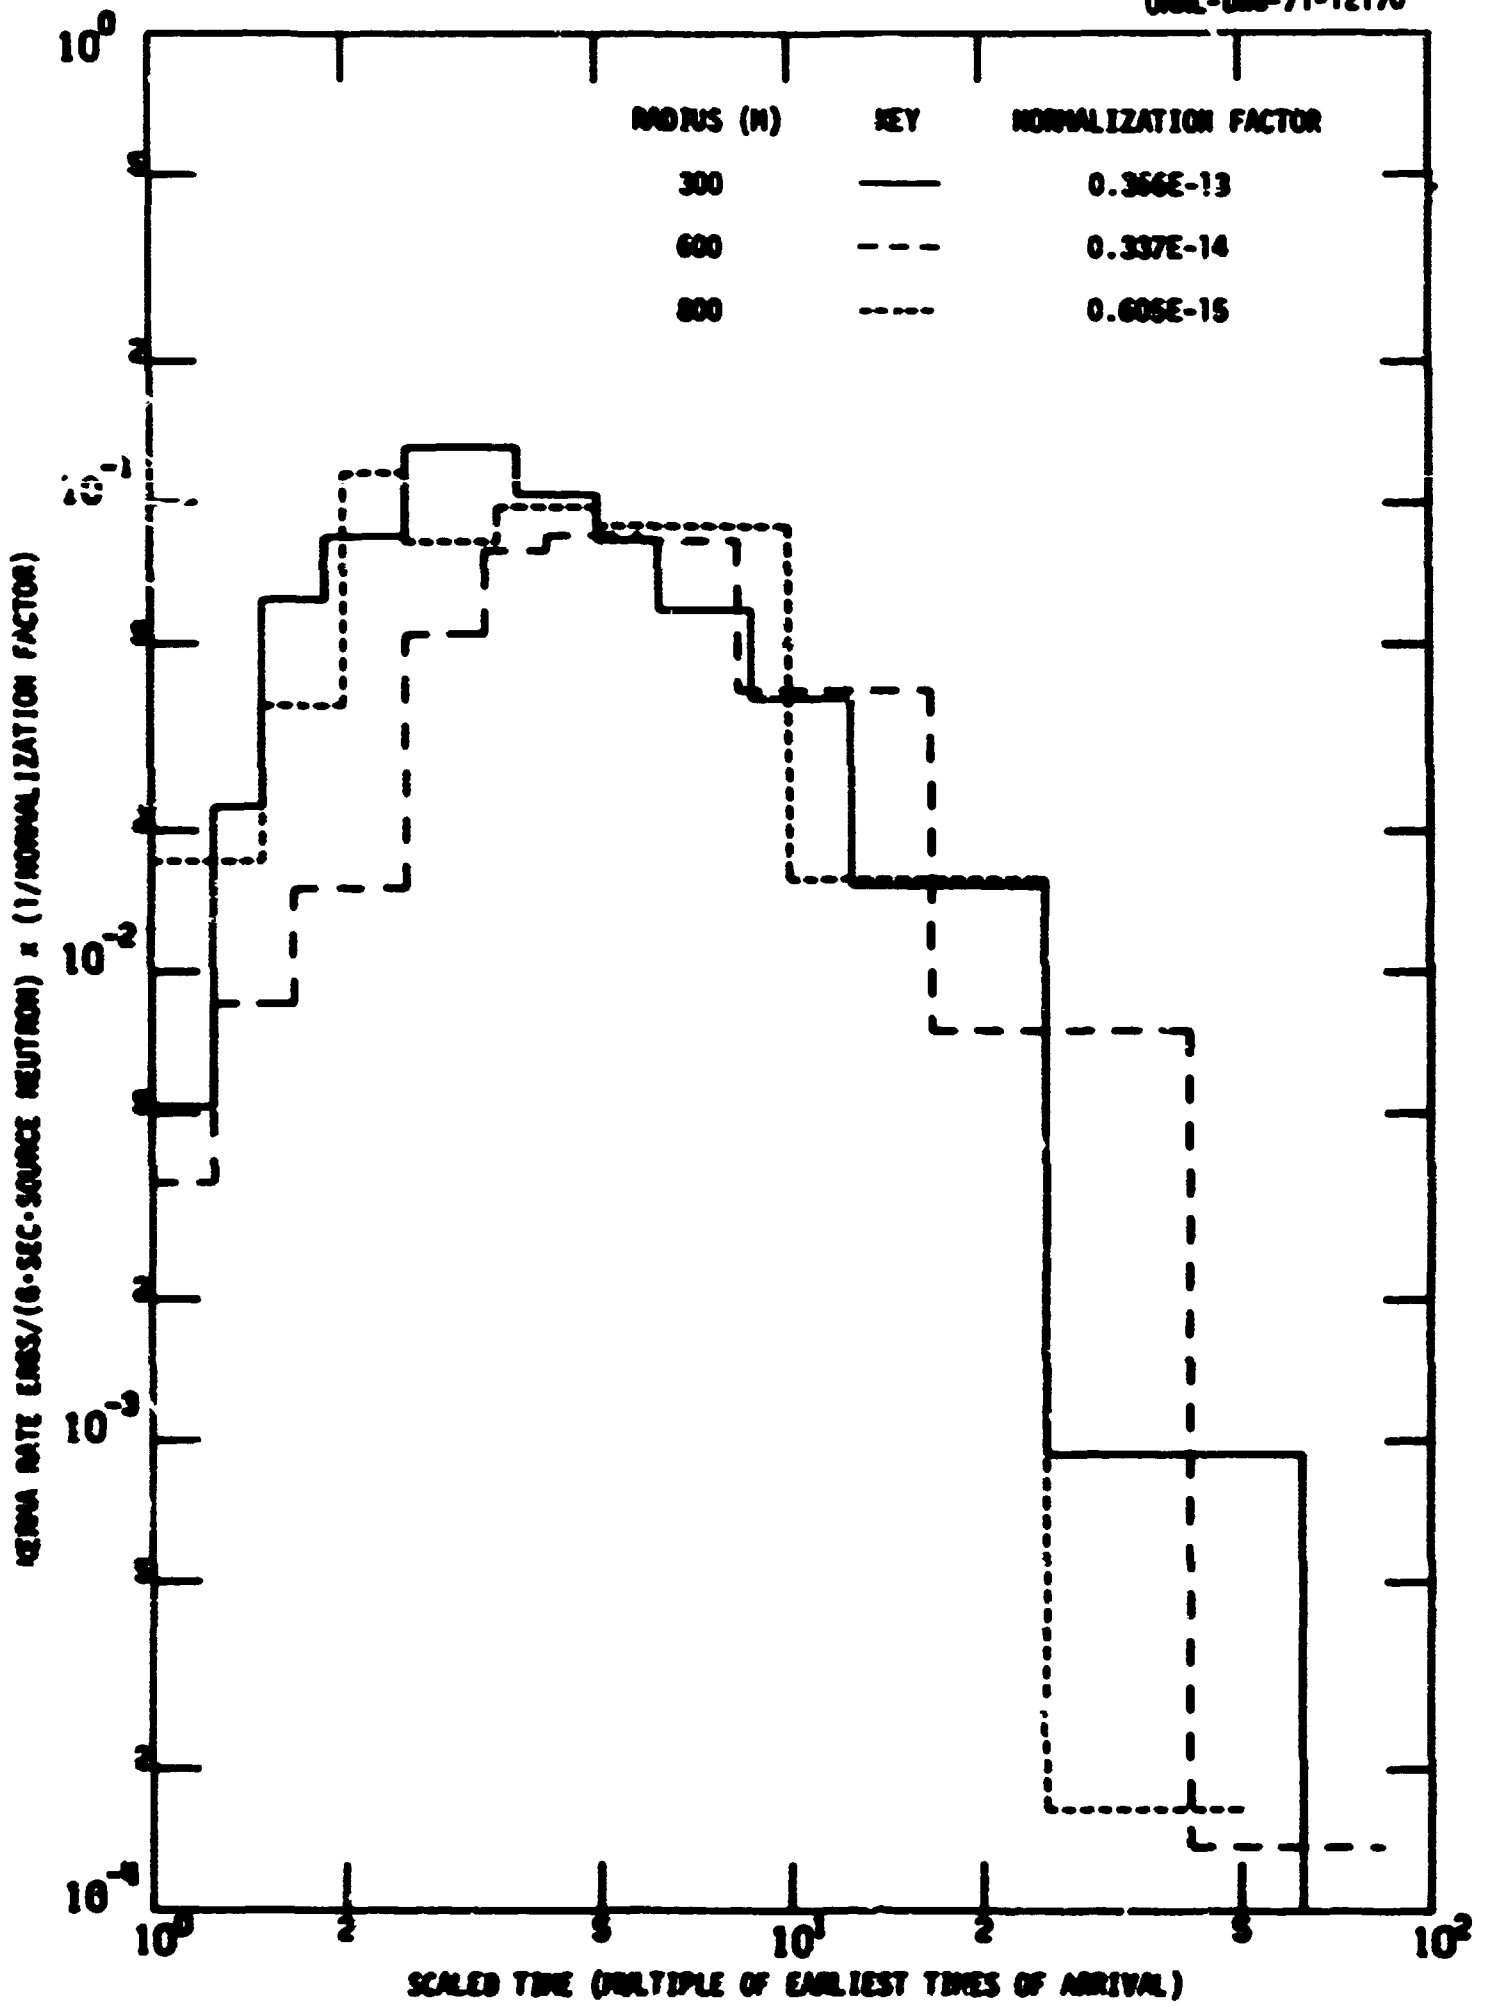 10^0
RADIUS (M) KEY NORMALIZATION FACTOR
300 0.366E-13
600 0.337E-14
800 0.605E-15
5
2
10^-1
5
2
10^-2
5
2
10^-3
5
2
10^-4
KERMA RATE ERGS/(G·SEC·SOURCE NEUTRON) x (1/NORMALIZATION FACTOR)
10^0 2 5 10^1 2 5 10^2
SCALED TIME (MULTIPLE OF EARLIEST TIMES OF ARRIVAL)